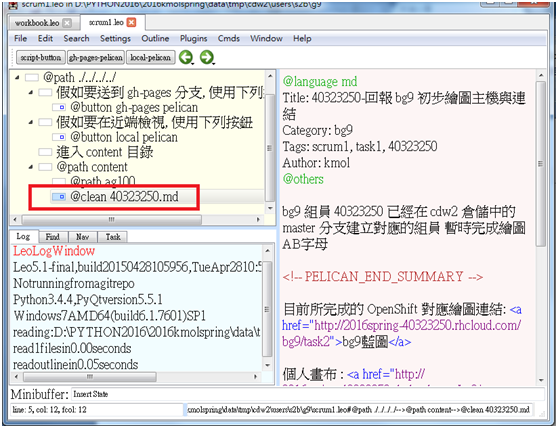 scrum1.leo in D:\PYTHON2016\2016kmolspring\data\tmp\cdw2\users\s2b\g9
workbook.leo scrum1.leo
File Edit Search Settings Outline Plugins Cmds Window Help
script-button gh-pages-pelican local-pelican
@path ./../../../
假如要送到 gh-pages 分支, 使用下列
@button gh-pages pelican
假如要在近端檢視, 使用下列按鈕
@button local pelican
進入 content 目錄
@path content
@path ag100
@clean 40323250.md
Log Find Nav Task
LeoLogWindow
Leo5.1-final,build20150428105956,TueApr2810:5
Notrunningfromagitrepo
Python3.4.4,PyQtversion5.5.1
Windows7AMD64(build6.1.7601)SP1
reading:D:\PYTHON2016\2016kmolspring\data\t
read1filesin0.00seconds
readoutlinein0.05seconds
@language md
Title: 40323250-回報 bg9 初步繪圖主機與連
結
Category: bg9
Tags: scrum1, task1, 40323250
Author: kmol
@others
bg9 組員 40323250 已經在 cdw2 倉儲中的
master 分支建立對應的組員 暫時完成繪圖
AB字母
<!-- PELICAN_END_SUMMARY -->
目前所完成的 OpenShift 對應繪圖連結: <a
href="http://2016spring-40323250.rhcloud.com/
bg9/task2">bg9藍圖</a>
個人畫布 : <a href="http://
Minibuffer: Insert State
line: 5, col: 12, fcol: 12
molspring\data\tmp\cdw2\users\s2b\g9\scrum1.leo#@path ./../../../-->@path content-->@clean 40323250.md